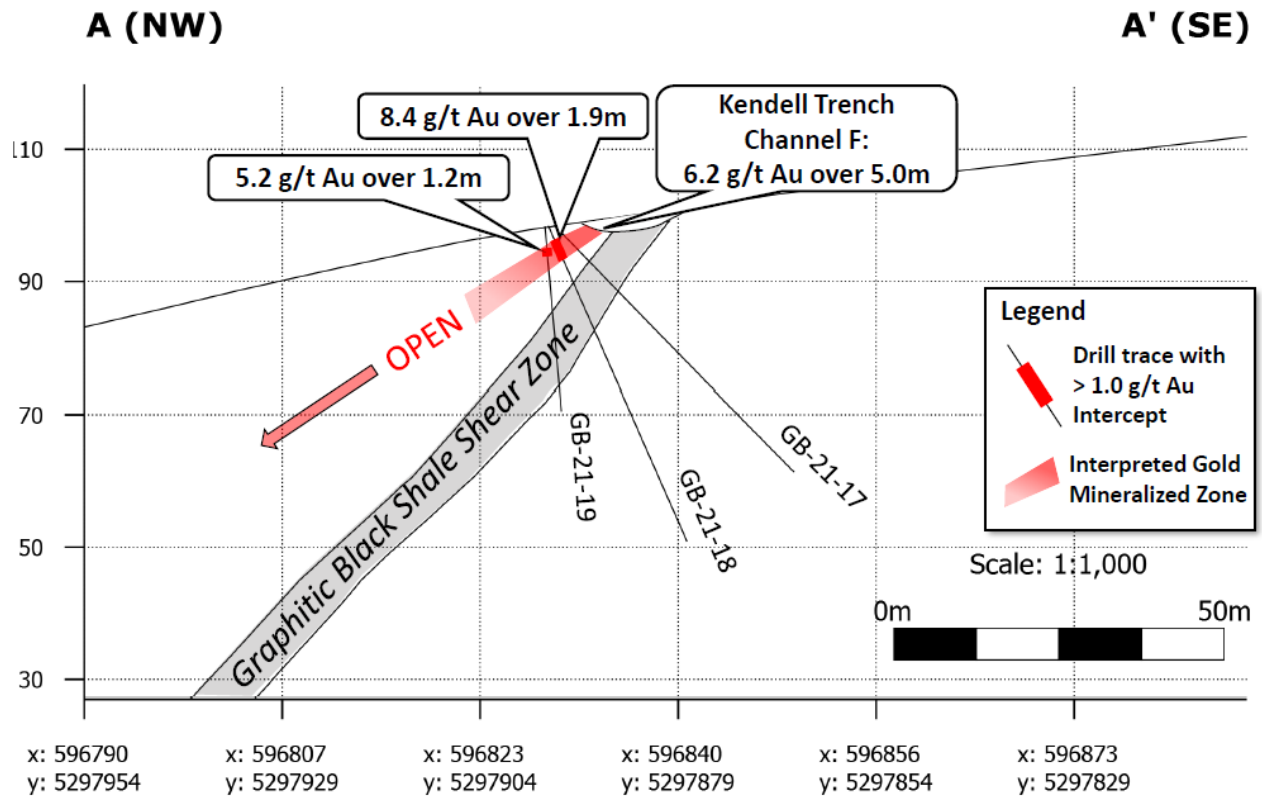 A (NW)
A' (SE)
8.4 g/t Au over 1.9m
5.2 g/t Au over 1.2m
Kendell Trench
Channel F:
6.2 g/t Au over 5.0m
110
90
70
50
30
OPEN
Graphitic Black Shale Shear Zone
GB-21-19
GB-21-18
GB-21-17
Legend
Drill trace with
> 1.0 g/t Au
Intercept
Interpreted Gold
Mineralized Zone
Scale: 1:1,000
0m
50m
x: 596790
y: 5297954
x: 596807
y: 5297929
x: 596823
y: 5297904
x: 596840
y: 5297879
x: 596856
y: 5297854
x: 596873
y: 5297829